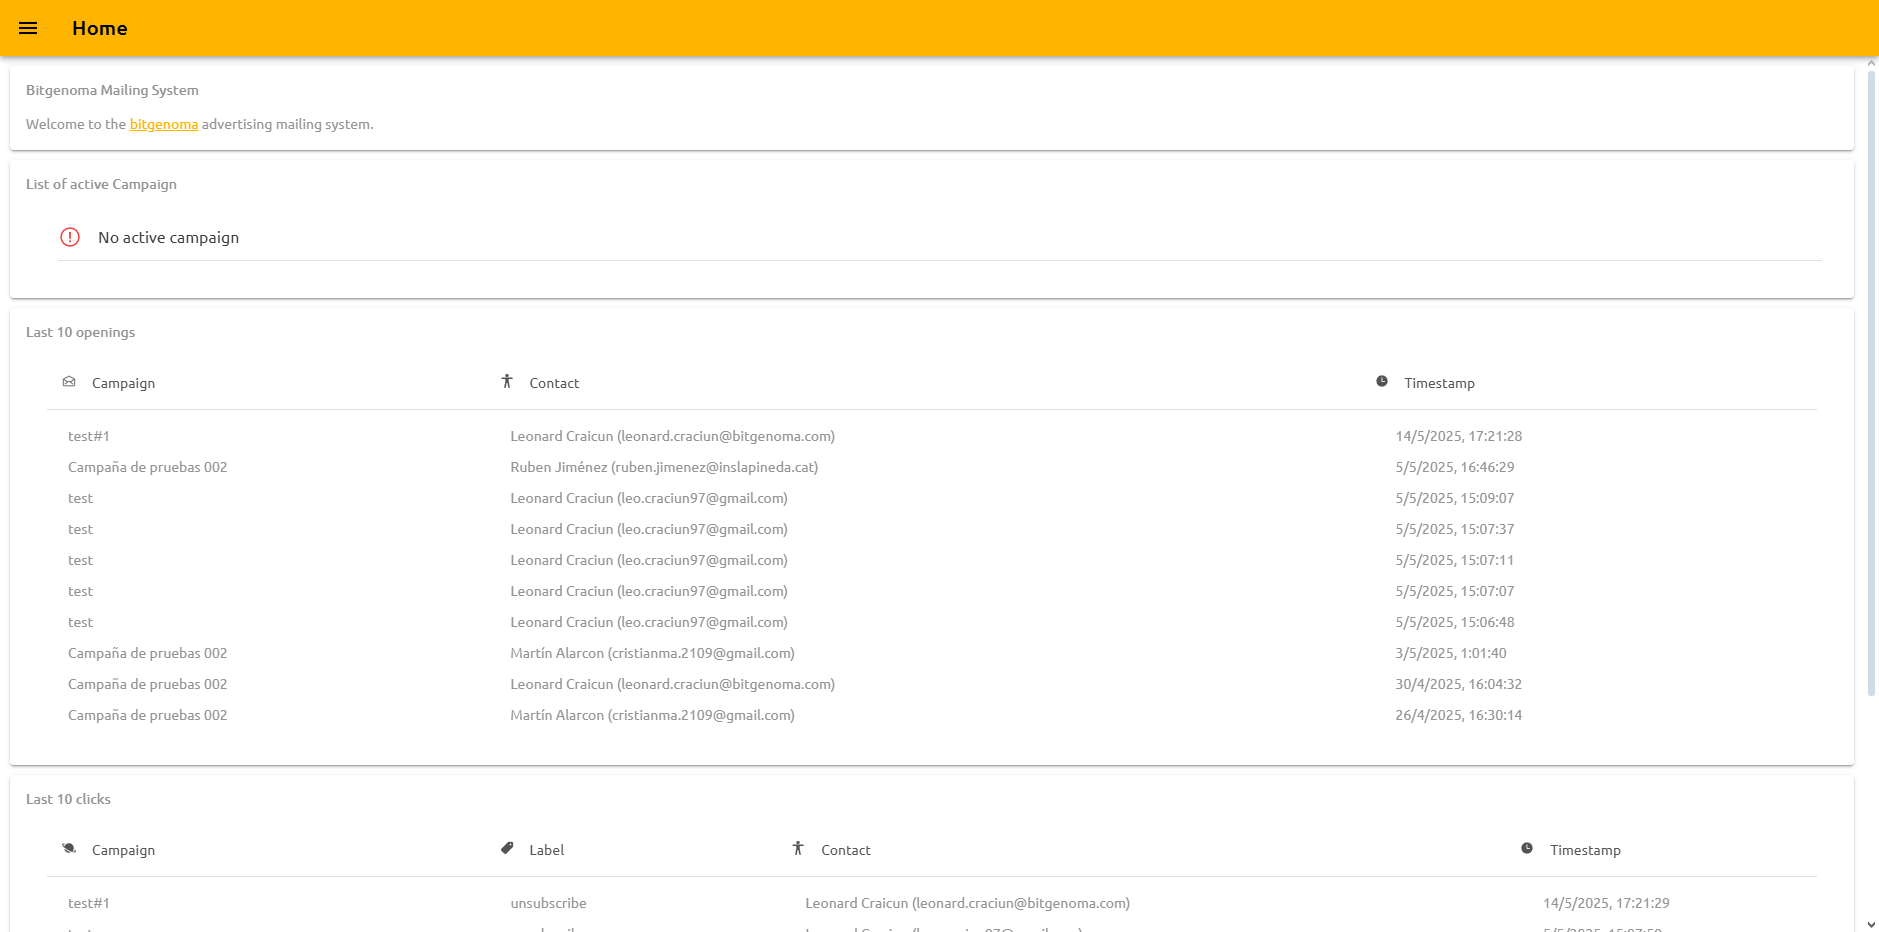 Home
Bitgenoma Mailing System
Welcome to the bitgenoma advertising mailing system.
List of active Campaign
No active campaign
Last 10 openings
Campaign Contact Timestamp
test#1 Leonard Craicun (leonard.craciun@bitgenoma.com) 14/5/2025, 17:21:28
Campaña de pruebas 002 Ruben Jiménez (ruben.jimenez@inslapineda.cat) 5/5/2025, 16:46:29
test Leonard Craciun (leo.craciun97@gmail.com) 5/5/2025, 15:09:07
test Leonard Craciun (leo.craciun97@gmail.com) 5/5/2025, 15:07:37
test Leonard Craciun (leo.craciun97@gmail.com) 5/5/2025, 15:07:11
test Leonard Craciun (leo.craciun97@gmail.com) 5/5/2025, 15:07:07
test Leonard Craciun (leo.craciun97@gmail.com) 5/5/2025, 15:06:48
Campaña de pruebas 002 Martín Alarcon (cristianma.2109@gmail.com) 3/5/2025, 1:01:40
Campaña de pruebas 002 Leonard Craicun (leonard.craciun@bitgenoma.com) 30/4/2025, 16:04:32
Campaña de pruebas 002 Martín Alarcon (cristianma.2109@gmail.com) 26/4/2025, 16:30:14
Last 10 clicks
Campaign Label Contact Timestamp
test#1 unsubscribe Leonard Craicun (leonard.craciun@bitgenoma.com) 14/5/2025, 17:21:29